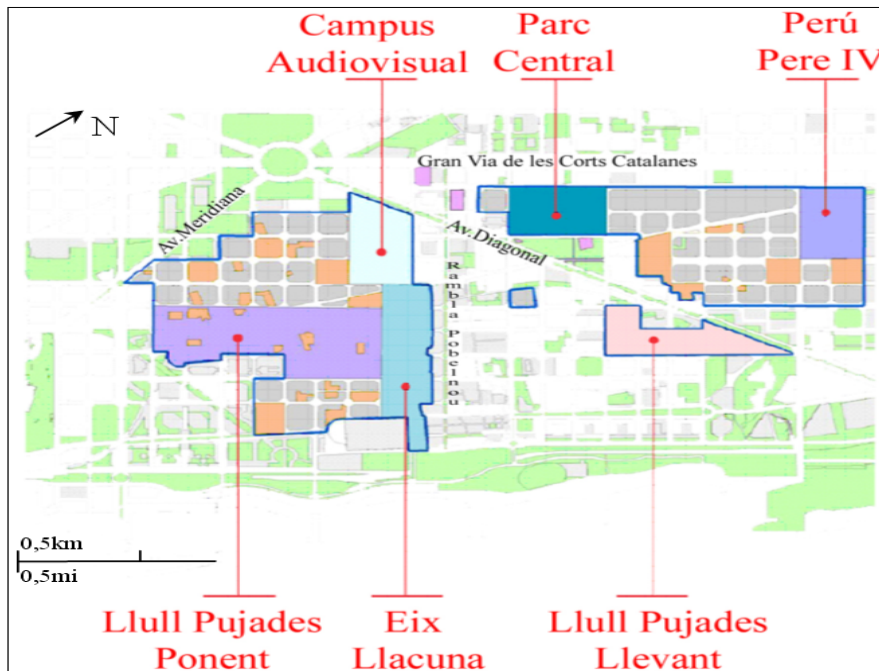 Campus
Audiovisual
Parc
Central
Perú
Pere IV
N
Gran Via de les Corts Catalanes
Av.Meridiana
Av.Diagonal
Rambla Pobelnou
0,5km
0,5mi
Llull Pujades
Ponent
Eix
Llacuna
Llull Pujades
Llevant